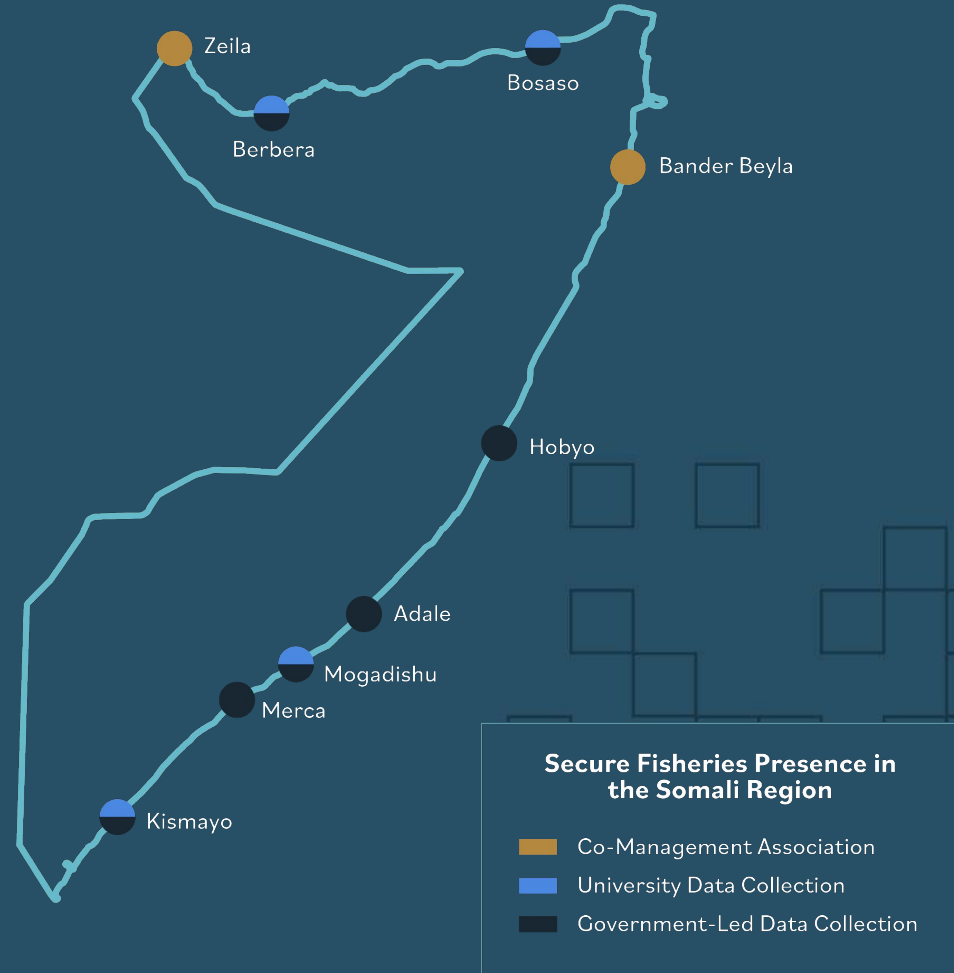 Zeila
Bosaso
Berbera
Bander Beyla
Hobyo
Adale
Mogadishu
Merca
Kismayo
Secure Fisheries Presence in
the Somali Region
Co-Management Association
University Data Collection
Government-Led Data Collection